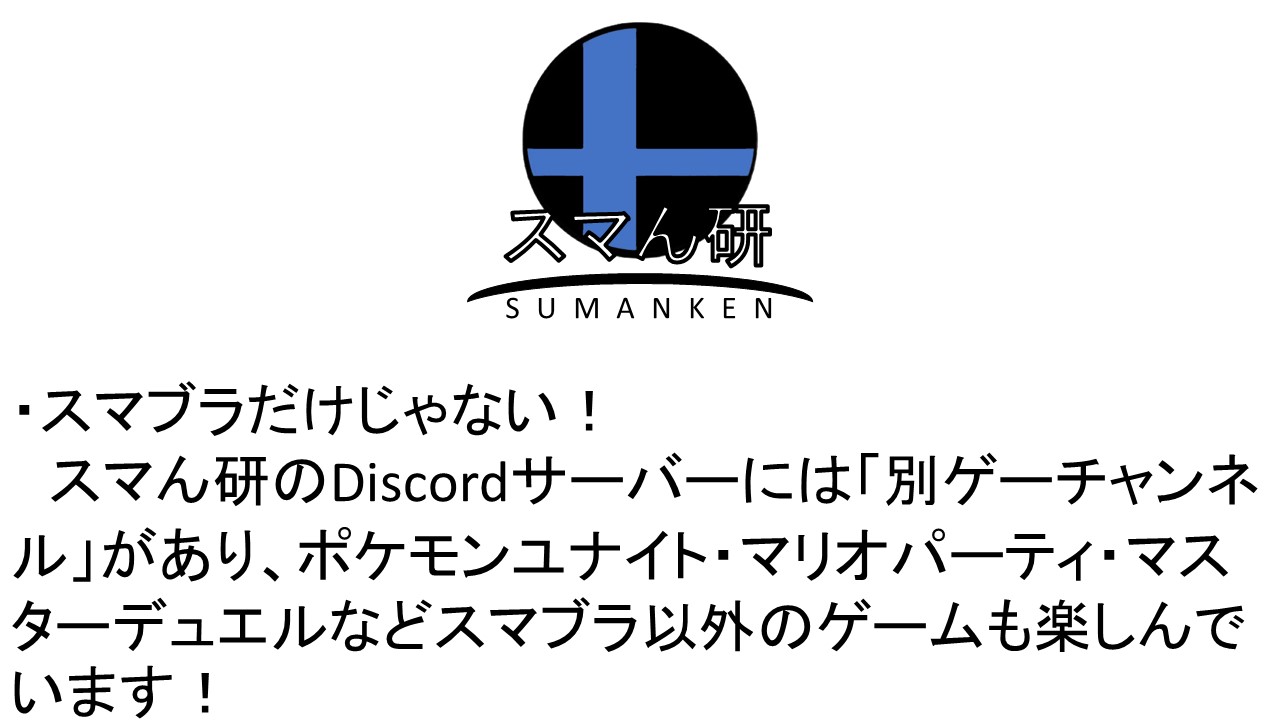 スマん研
SUMANKEN
・スマブラだけじゃない！
　スマん研のDiscordサーバーには「別ゲーチャンネ
ル」があり、ポケモンユナイト・マリオパーティ・マス
ターデュエルなどスマブラ以外のゲームも楽しんで
います！